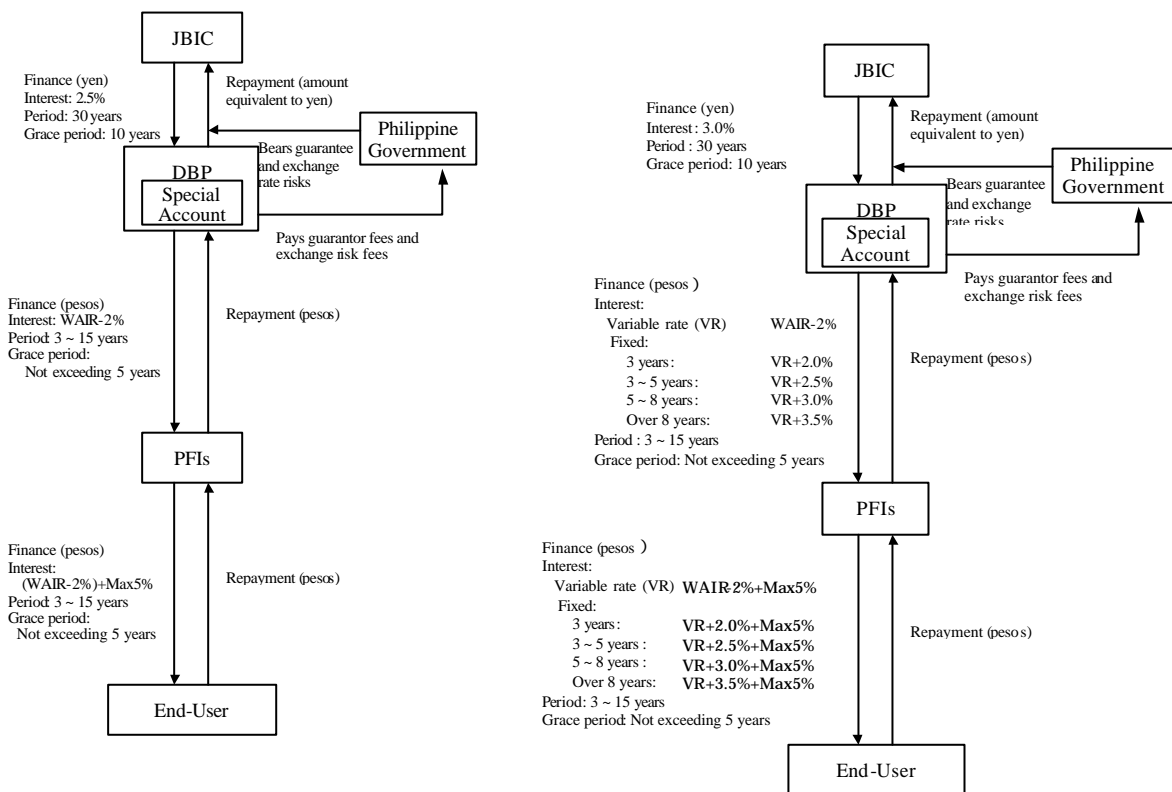 JBIC
Finance (yen)
Interest: 2.5%
Period: 30 years
Grace period: 10 years
Repayment (amount
equivalent to yen)
Philippine
Government
Bears guarantee
and exchange
rate risks
DBP
Special
Account
Pays guarantor fees and
exchange risk fees
Finance (pesos)
Interest: WAIR-2%
Period: 3 ~ 15 years
Grace period:
Not exceeding 5 years
Repayment (pesos)
PFIs
Finance (pesos)
Interest:
(WAIR-2%)+Max5%
Period: 3 ~ 15 years
Grace period:
Not exceeding 5 years
Repayment (pesos)
End-User
JBIC
Finance (yen)
Interest: 3.0%
Period : 30 years
Grace period: 10 years
Repayment (amount
equivalent to yen)
Philippine
Government
Bears guarantee
and exchange
rate risks
DBP
Special
Account
Pays guarantor fees and
exchange risk fees
Finance (pesos )
Interest:
Variable rate (VR) WAIR-2%
Fixed:
3 years: VR+2.0%
3 ~ 5 years: VR+2.5%
5 ~ 8 years: VR+3.0%
Over 8 years: VR+3.5%
Period : 3 ~ 15 years
Grace period: Not exceeding 5 years
Repayment (pesos)
PFIs
Finance (pesos )
Interest:
Variable rate (VR) WAIR-2%+Max5%
Fixed:
3 years: VR+2.0%+Max5%
3 ~ 5 years: VR+2.5%+Max5%
5 ~ 8 years : VR+3.0%+Max5%
Over 8 years: VR+3.5%+Max5%
Period: 3 ~ 15 years
Grace period: Not exceeding 5 years
Repayment (pesos)
End-User